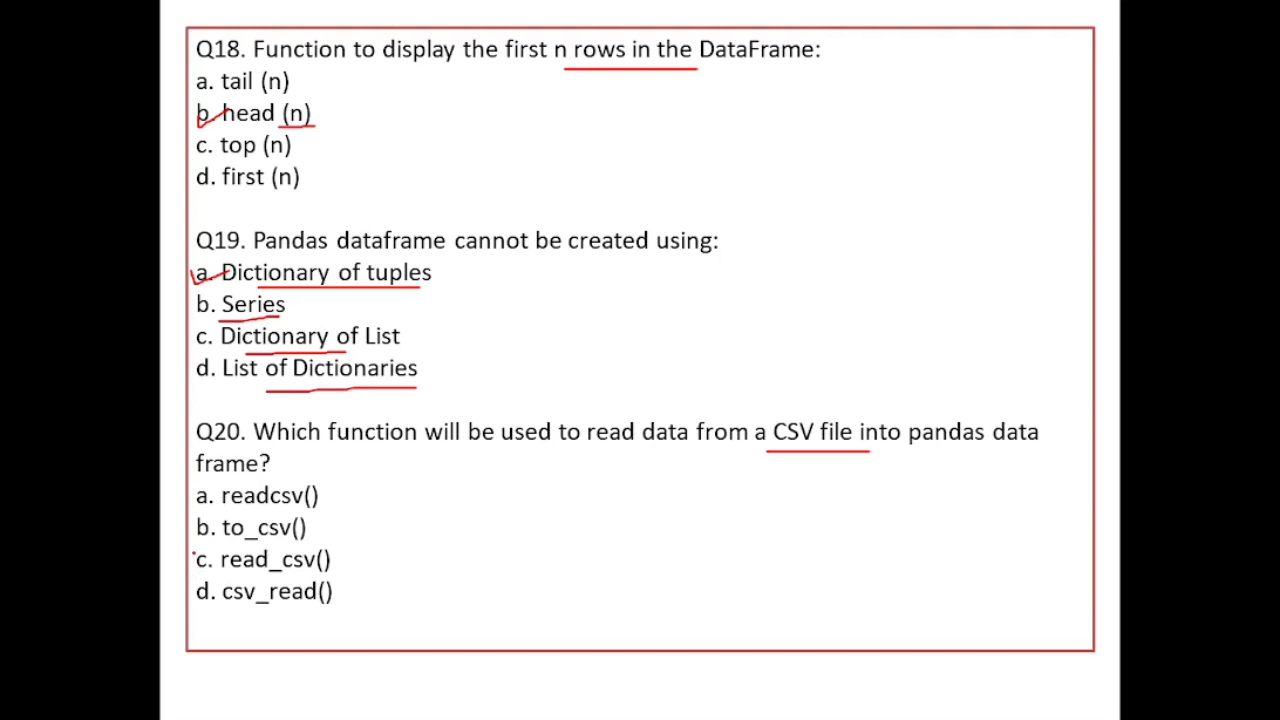 Q18. Function to display the first n rows in the DataFrame:
a. tail (n)
b. head (n)
c. top (n)
d. first (n)
Q19. Pandas dataframe cannot be created using:
a. Dictionary of tuples
b. Series
c. Dictionary of List
d. List of Dictionaries
Q20. Which function will be used to read data from a CSV file into pandas data
frame?
a. readcsv()
b. to_csv()
c. read_csv()
d. csv_read()